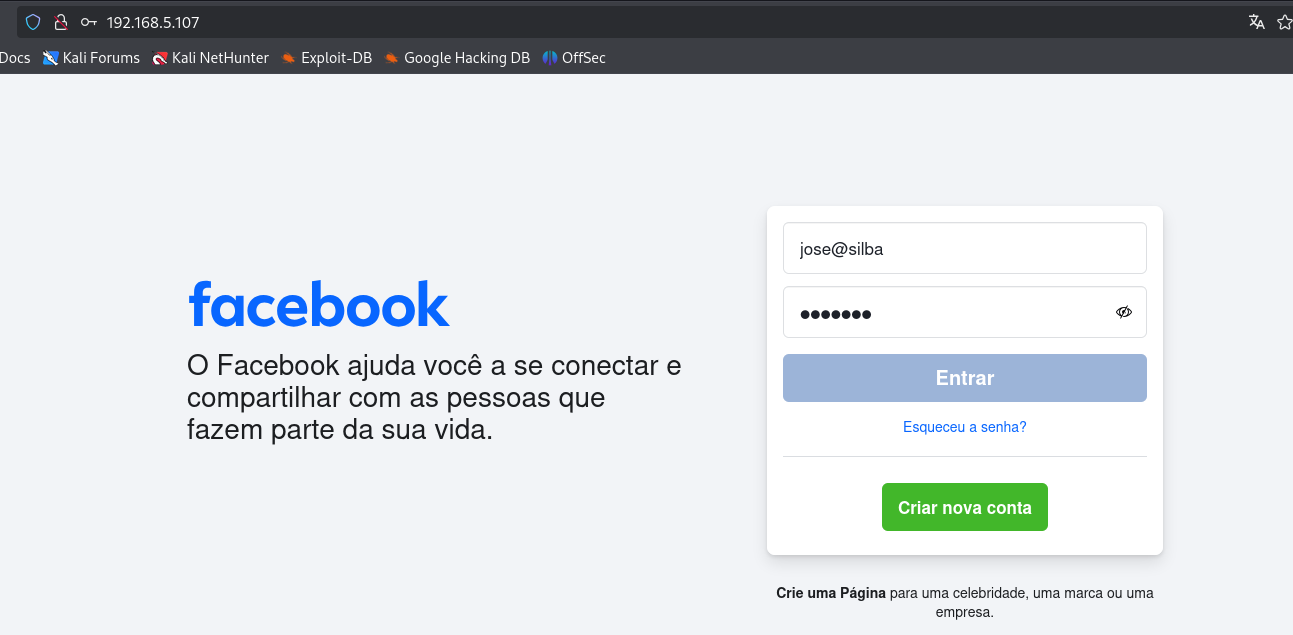 192.168.5.107
Docs Kali Forums Kali NetHunter Exploit-DB Google Hacking DB OffSec
facebook
O Facebook ajuda você a se conectar e
compartilhar com as pessoas que
fazem parte da sua vida.
jose@silba
•••••••
Entrar
Esqueceu a senha?
Criar nova conta
Crie uma Página para uma celebridade, uma marca ou uma
empresa.